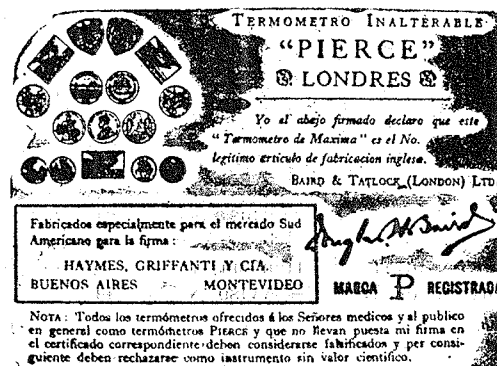 TERMOMETRO INALTERABLE
"PIERCE"
LONDRES
Yo el abajo firmado declaro que este
"Termometro de Maxima" es el No.
legitimo articulo de fabricacion inglesa.
BAIRD & TATLOCK (LONDON) LTD
Fabricados especialmente para el mercado Sud
Americano para la firma:
HAYMES, GRIFFANTI Y CIA.
BUENOS AIRES MONTEVIDEO
MARCA P REGISTRADA
NOTA: Todos los termómetros ofrecidos á los Señores medicos y al publico
en general como termómetros PIERCE y que no llevan puesta mi firma en
el certificado correspondiente deben considerarse falsificados y per consi-
guiente deben rechazarse como instrumento sin valor cientifico.